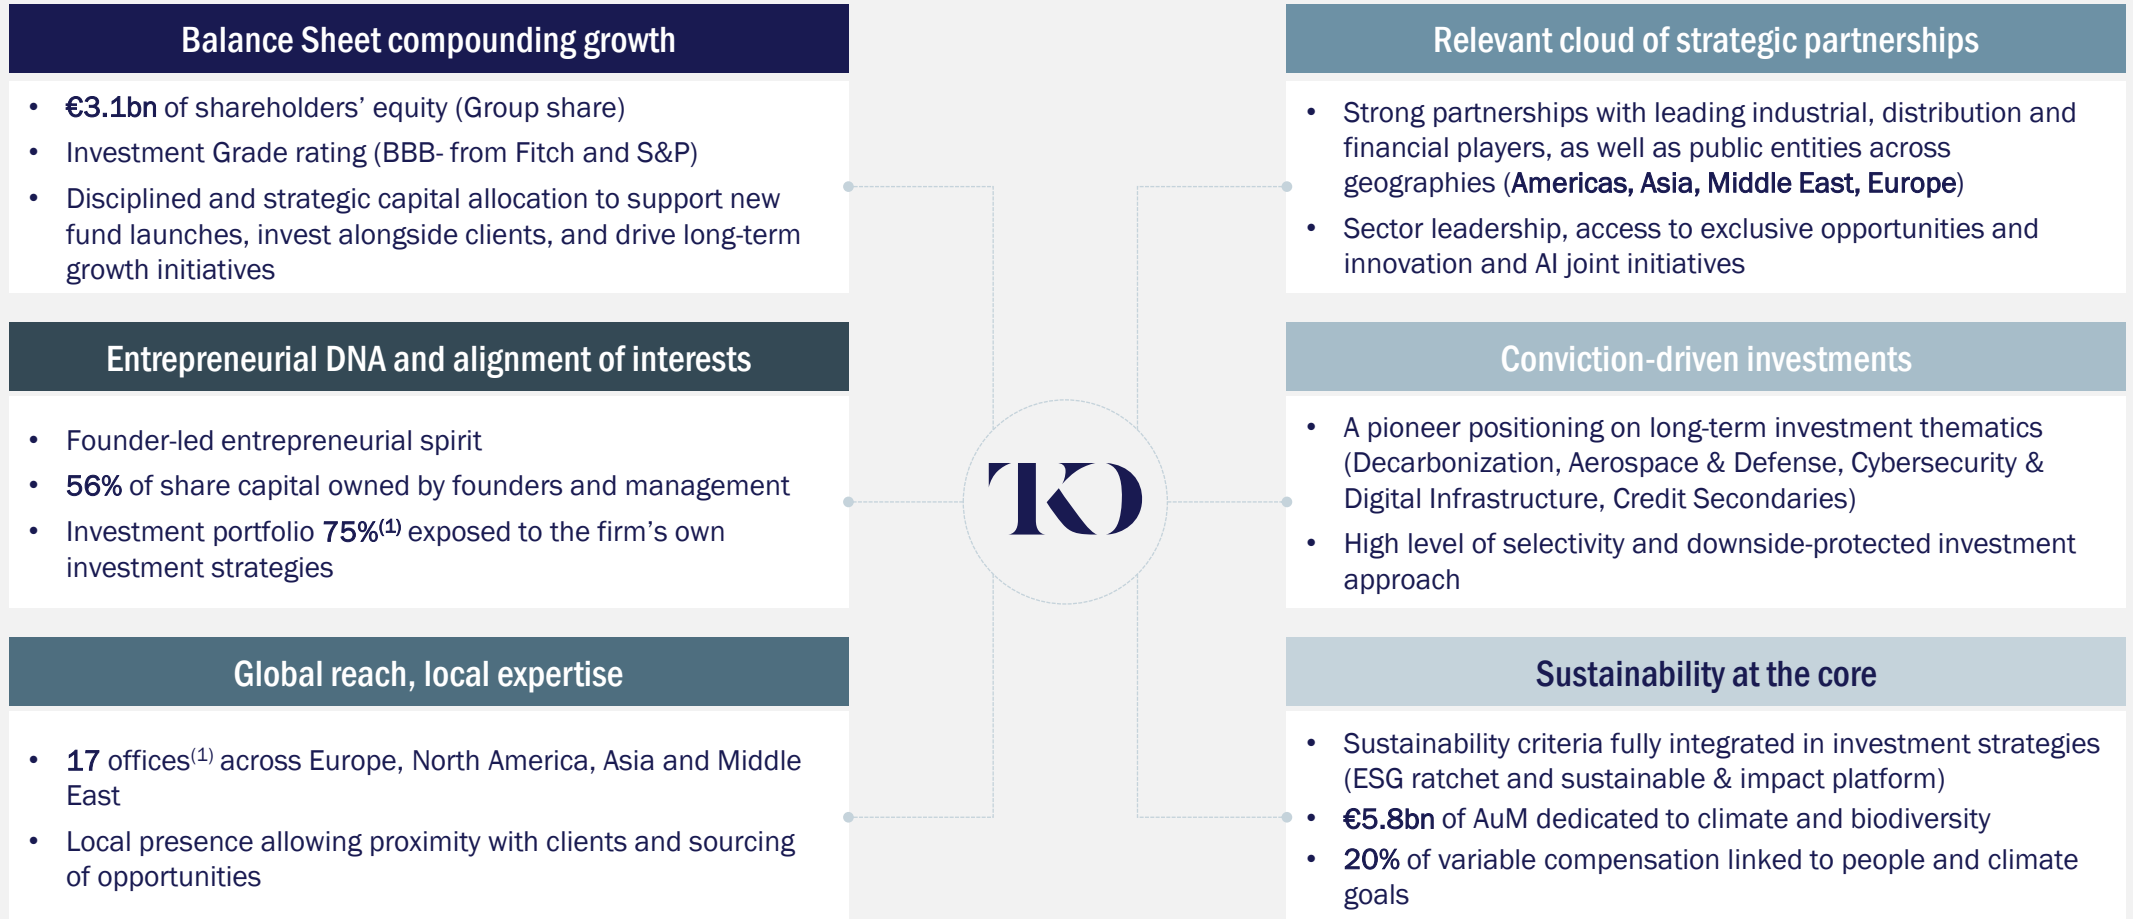 Balance Sheet compounding growth
• €3.1bn of shareholders’ equity (Group share)
• Investment Grade rating (BBB- from Fitch and S&P)
• Disciplined and strategic capital allocation to support new
fund launches, invest alongside clients, and drive long-term
growth initiatives
Entrepreneurial DNA and alignment of interests
• Founder-led entrepreneurial spirit
• 56% of share capital owned by founders and management
• Investment portfolio 75%(1) exposed to the firm’s own
investment strategies
Global reach, local expertise
• 17 offices(1) across Europe, North America, Asia and Middle
East
• Local presence allowing proximity with clients and sourcing
of opportunities
TKO
Relevant cloud of strategic partnerships
• Strong partnerships with leading industrial, distribution and
financial players, as well as public entities across
geographies (Americas, Asia, Middle East, Europe)
• Sector leadership, access to exclusive opportunities and
innovation and AI joint initiatives
Conviction-driven investments
• A pioneer positioning on long-term investment thematics
(Decarbonization, Aerospace & Defense, Cybersecurity &
Digital Infrastructure, Credit Secondaries)
• High level of selectivity and downside-protected investment
approach
Sustainability at the core
• Sustainability criteria fully integrated in investment strategies
(ESG ratchet and sustainable & impact platform)
• €5.8bn of AuM dedicated to climate and biodiversity
• 20% of variable compensation linked to people and climate
goals